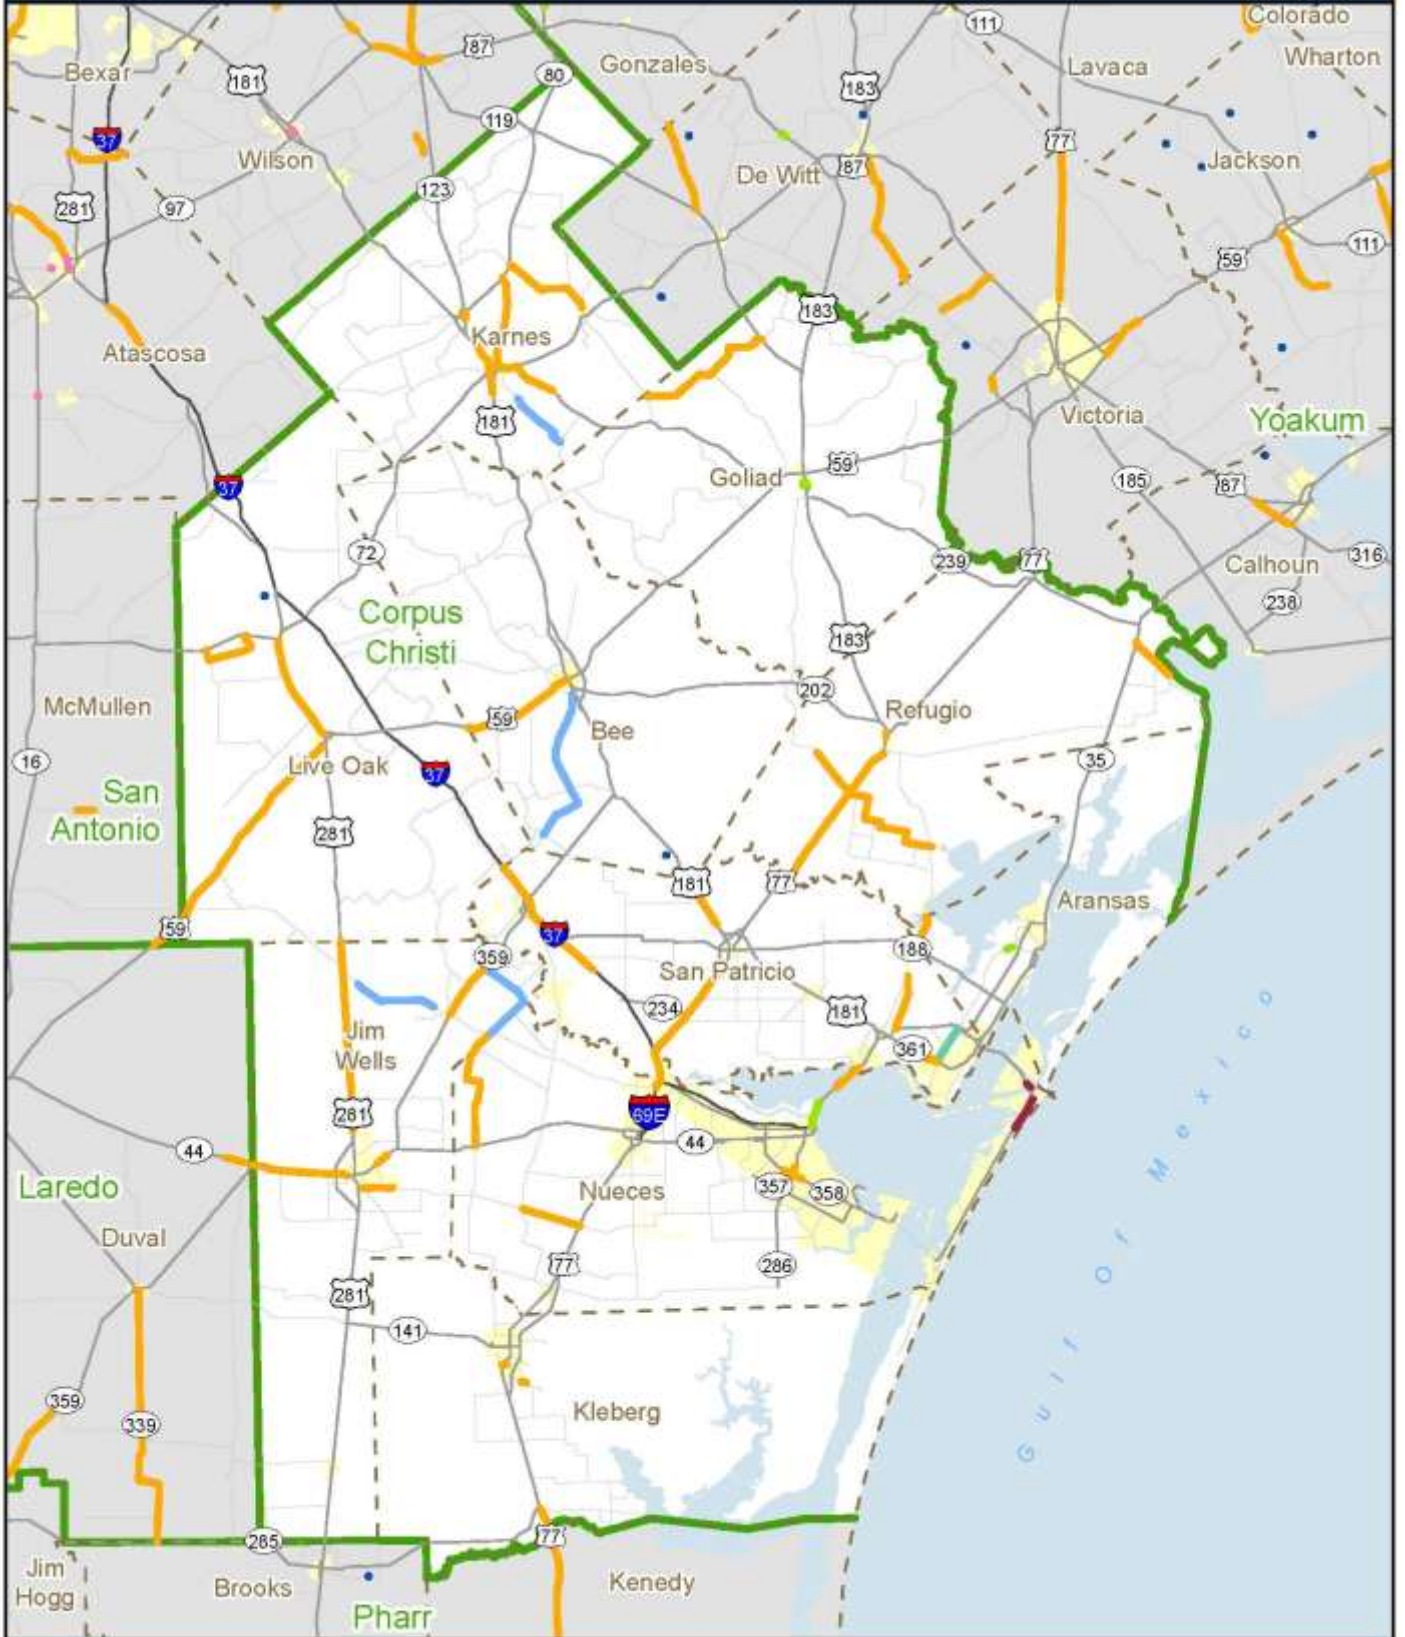 Colorado
111
87
Gonzales
Lavaca
Wharton
Bexar
181
80
183
119
37
77
Wilson
De Witt
87
Jackson
123
281
97
111
59
183
Karnes
Atascosa
181
Victoria
Yoakum
59
Goliad
37
185
87
72
239
77
316
Calhoun
238
Corpus
Christi
183
202
McMullen
59
Refugio
Bee
16
Live Oak
37
35
San
Antonio
281
181
77
Aransas
59
37
188
359
San Patricio
234
181
Jim
Wells
361
281
69E
44
44
Laredo
Nueces
357
358
Duval
77
286
281
141
Gulf Of Mexico
359
339
Kleberg
77
285
Jim
Hogg
Brooks
Kenedy
Pharr